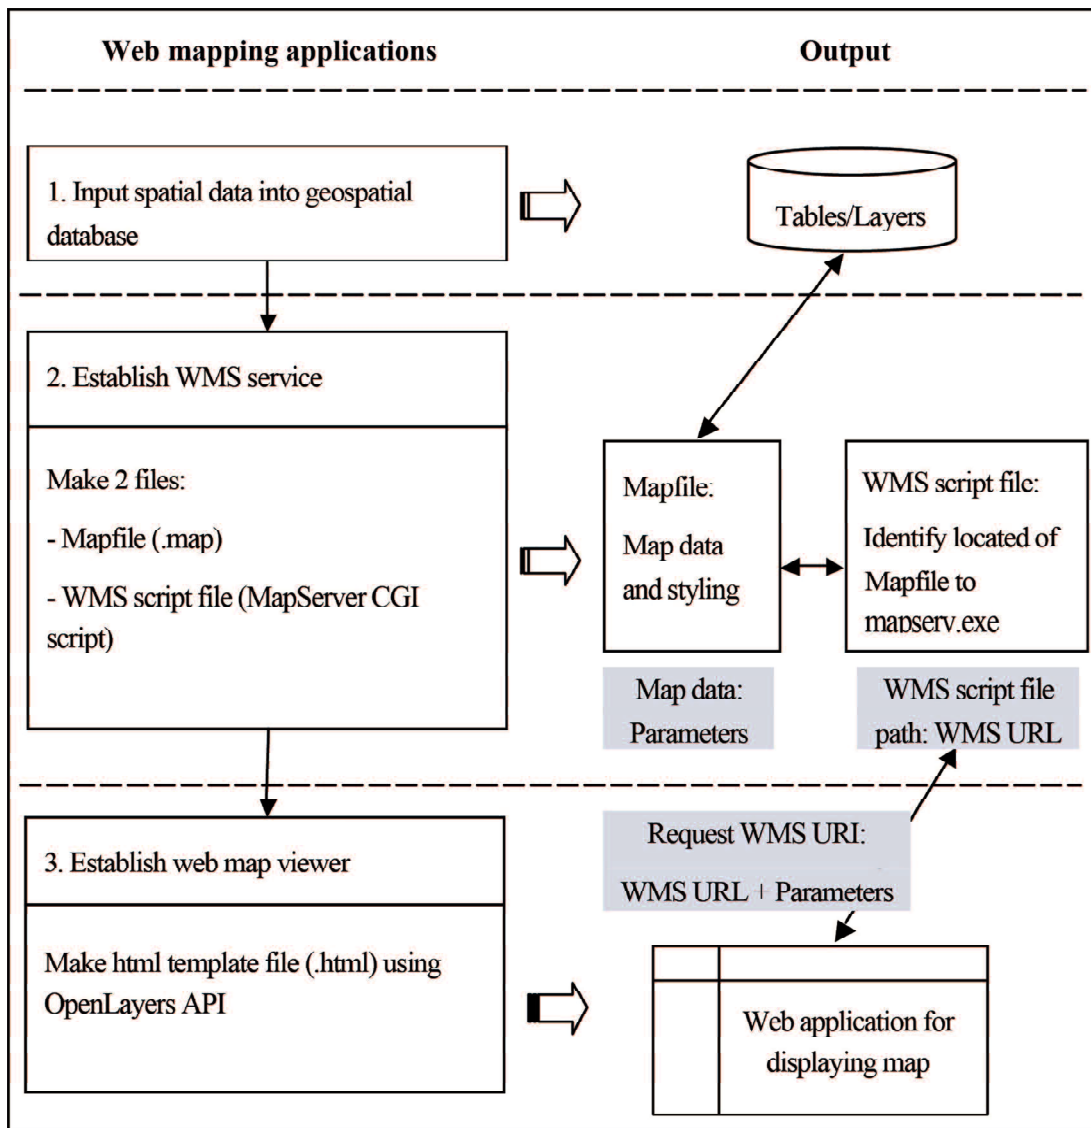 Web mapping applications
Output
1. Input spatial data into geospatial
database
Tables/Layers
2. Establish WMS service
Make 2 files:
- Mapfile (.map)
- WMS script file (MapServer CGI
script)
Mapfile:
Map data
and styling
WMS script file:
Identify located of
Mapfile to
mapserv.exe
Map data:
Parameters
WMS script file
path: WMS URL
3. Establish web map viewer
Make html template file (.html) using
OpenLayers API
Request WMS URI:
WMS URL + Parameters
Web application for
displaying map